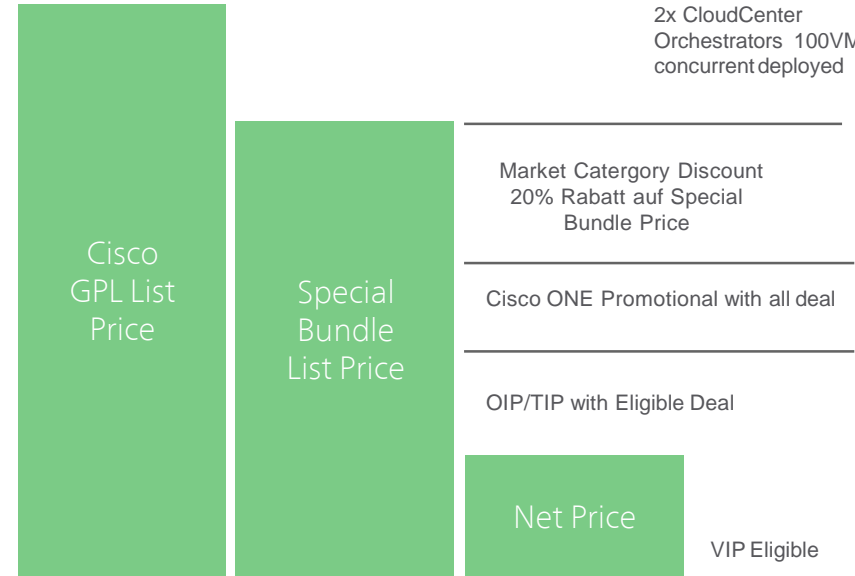 2x CloudCenter
Orchestrators 100VM
concurrent deployed
Market Catergory Discount
20% Rabatt auf Special
Bundle Price
Cisco
GPL List
Price
Special
Bundle
List Price
Cisco ONE Promotional with all deal
OIP/TIP with Eligible Deal
Net Price
VIP Eligible